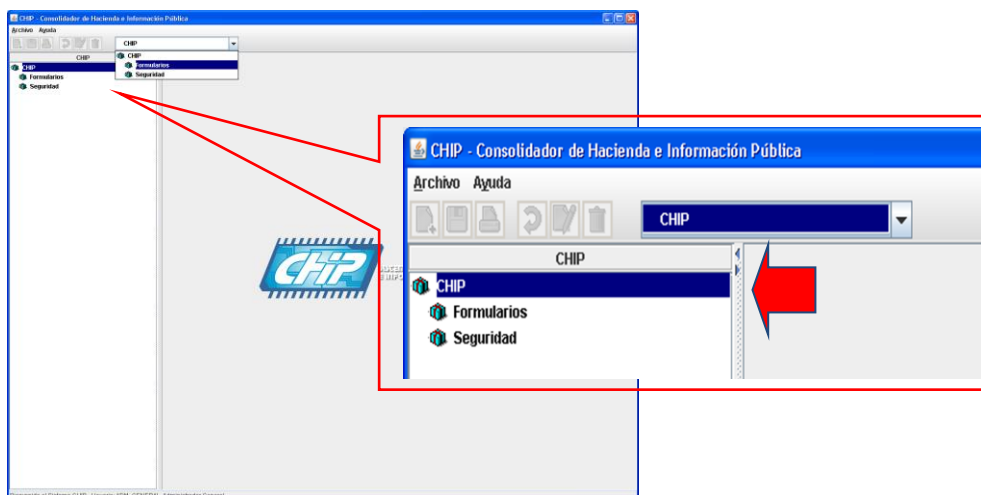 CHIP - Consolidador de Hacienda e Información Pública
Archivo Ayuda
CHIP
CHIP
CHIP
Formularios
Seguridad
CHIP
Formularios
Seguridad
CHIP
CHIP - Consolidador de Hacienda e Información Pública
Archivo Ayuda
CHIP
CHIP
CHIP
Formularios
Seguridad